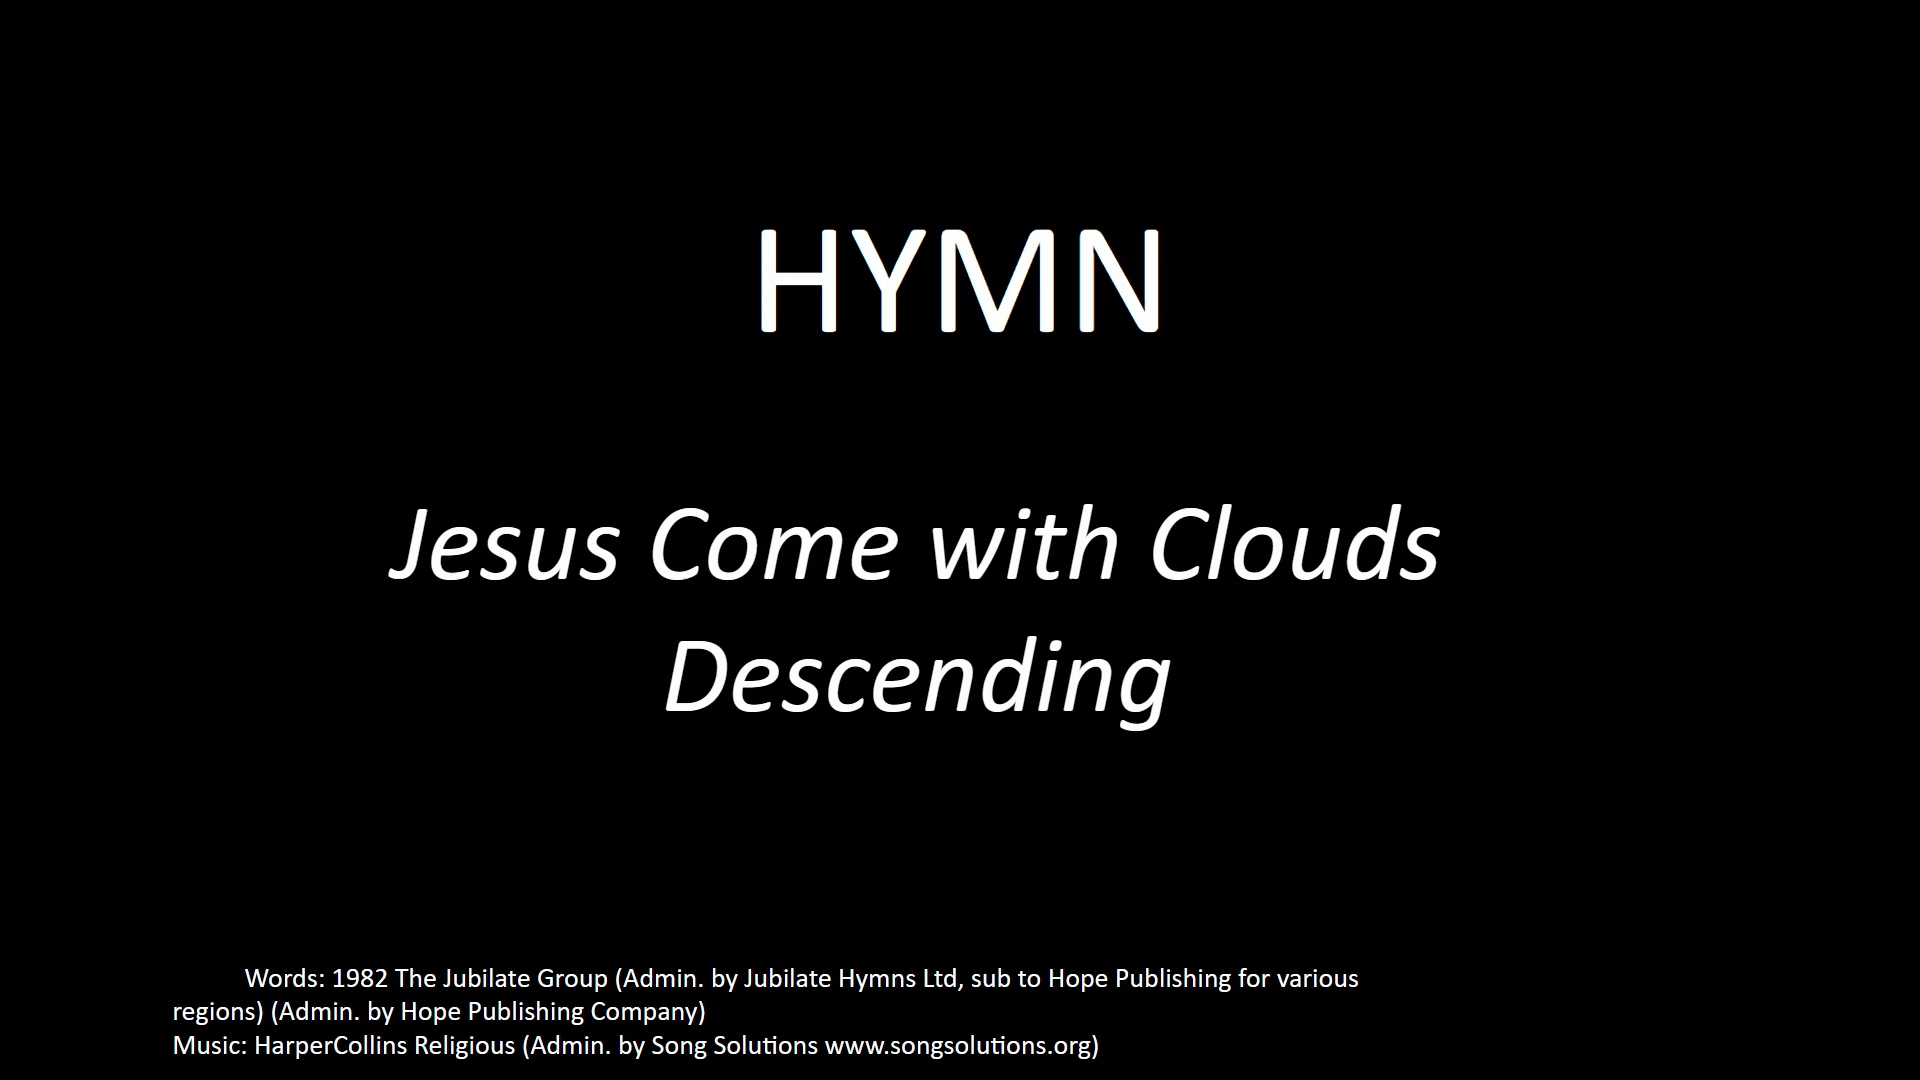 HYMN
Jesus Come with Clouds
Descending
Words: 1982 The Jubilate Group (Admin. by Jubilate Hymns Ltd, sub to Hope Publishing for various
regions) (Admin. by Hope Publishing Company)
Music: HarperCollins Religious (Admin. by Song Solutions www.songsolutions.org)